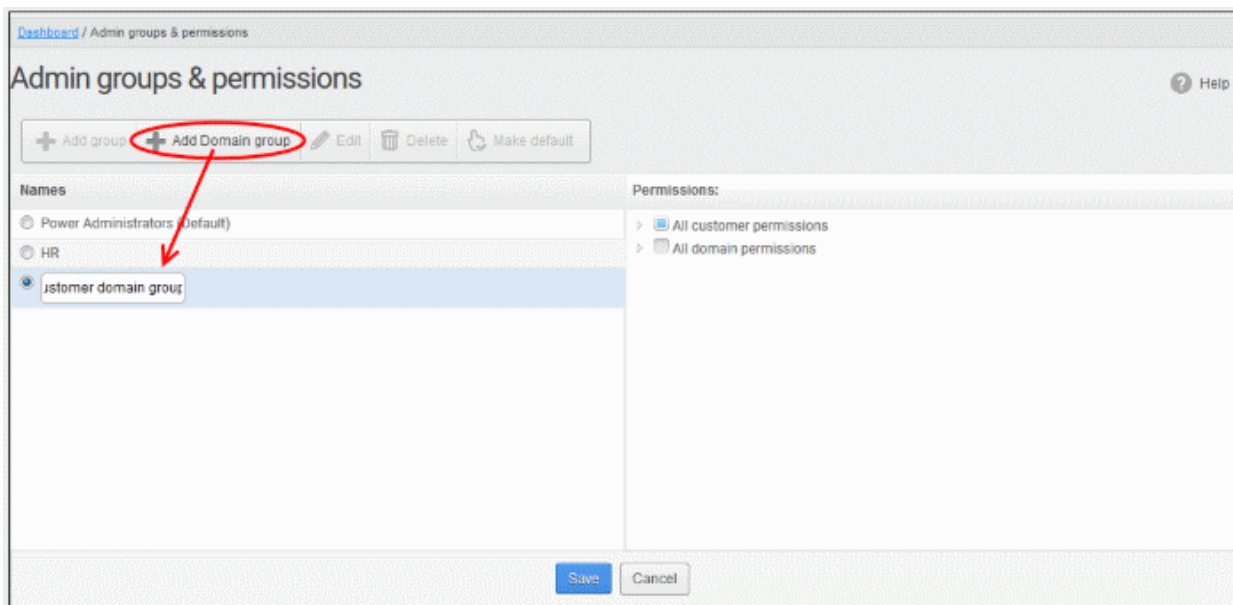 Dashboard / Admin groups & permissions
Admin groups & permissions
Help
Add group Add Domain group Edit Delete Make default
Names
Permissions:
Power Administrators (Default)
All customer permissions
HR
All domain permissions
ustomer domain group
Save Cancel